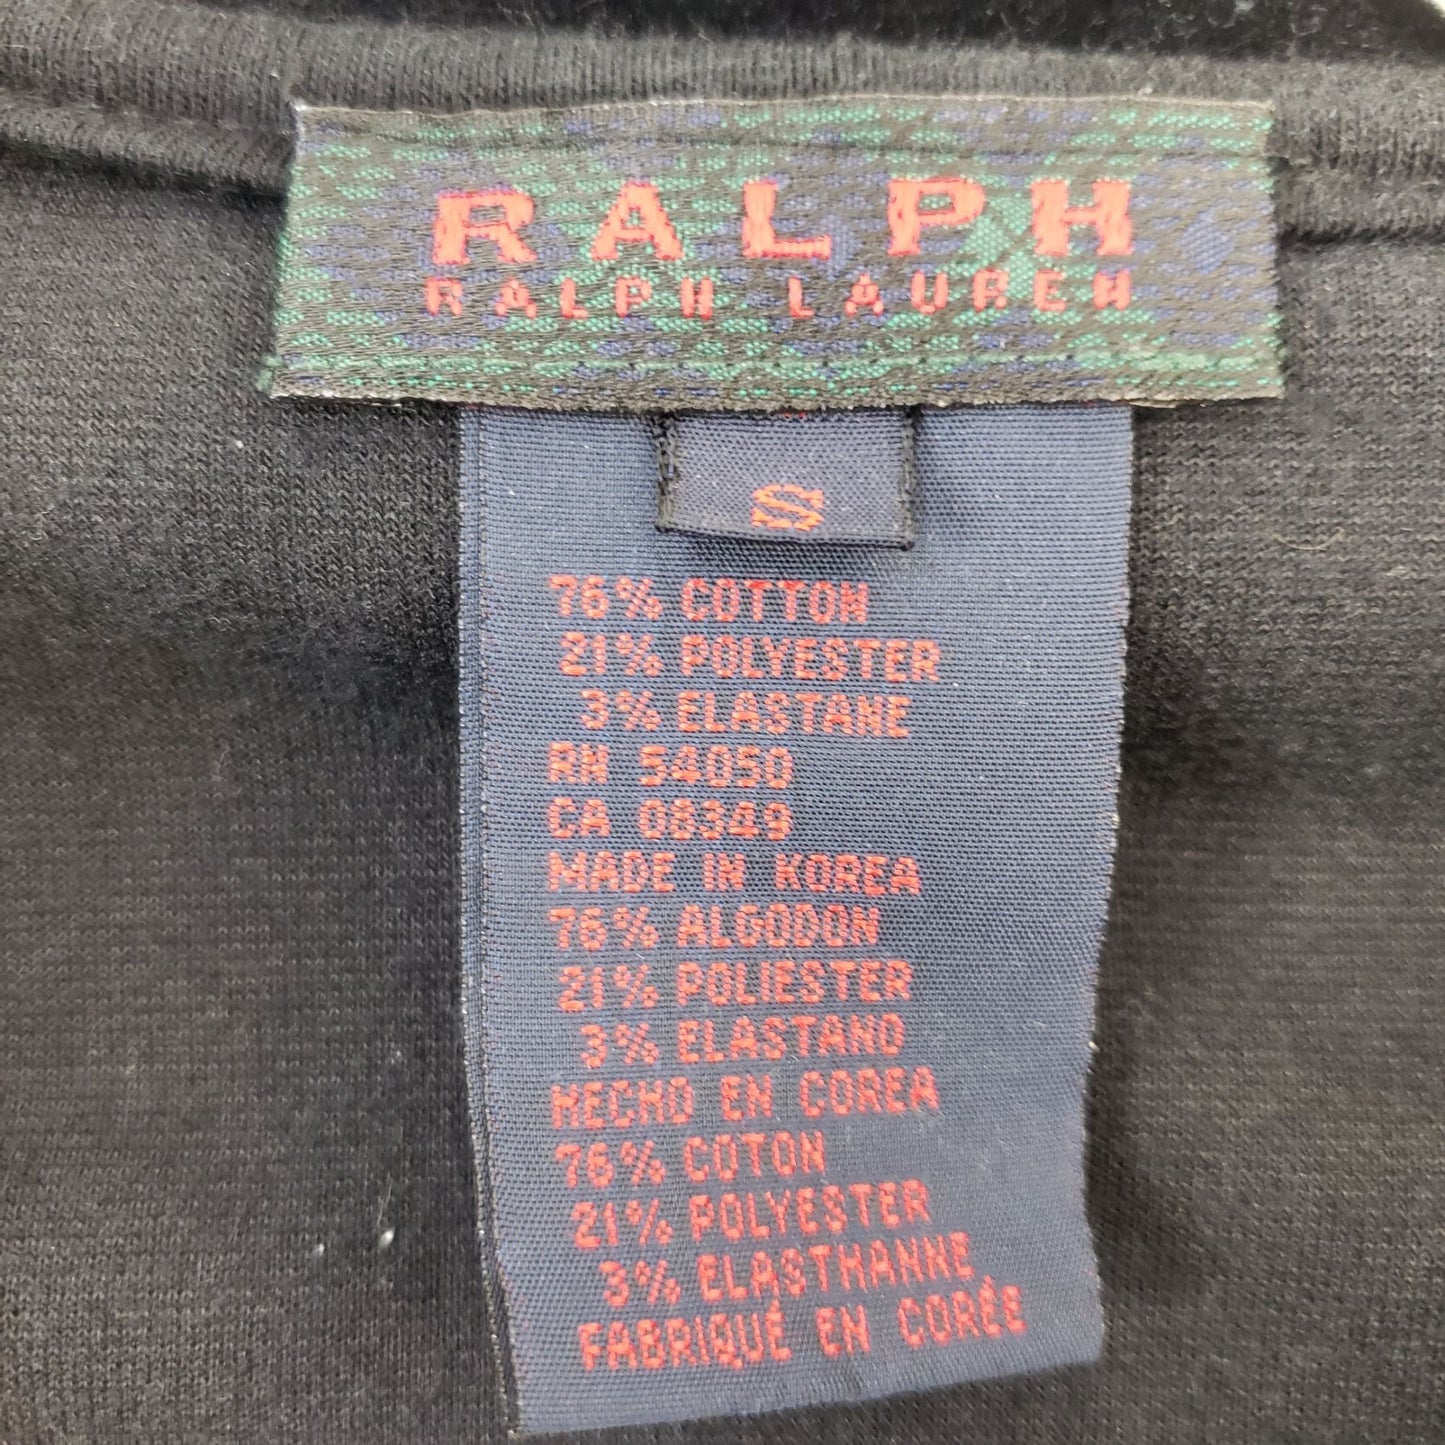 RALPH
RALPH LAUREN
S
76% COTTON
21% POLYESTER
3% ELASTANE
RN 54050
CA 08349
MADE IN KOREA
76% ALGODON
21% POLIESTER
3% ELASTANO
HECHO EN COREA
76% COTON
21% POLYESTER
3% ELASTHANNE
FABRIQUÉ EN CORÉE